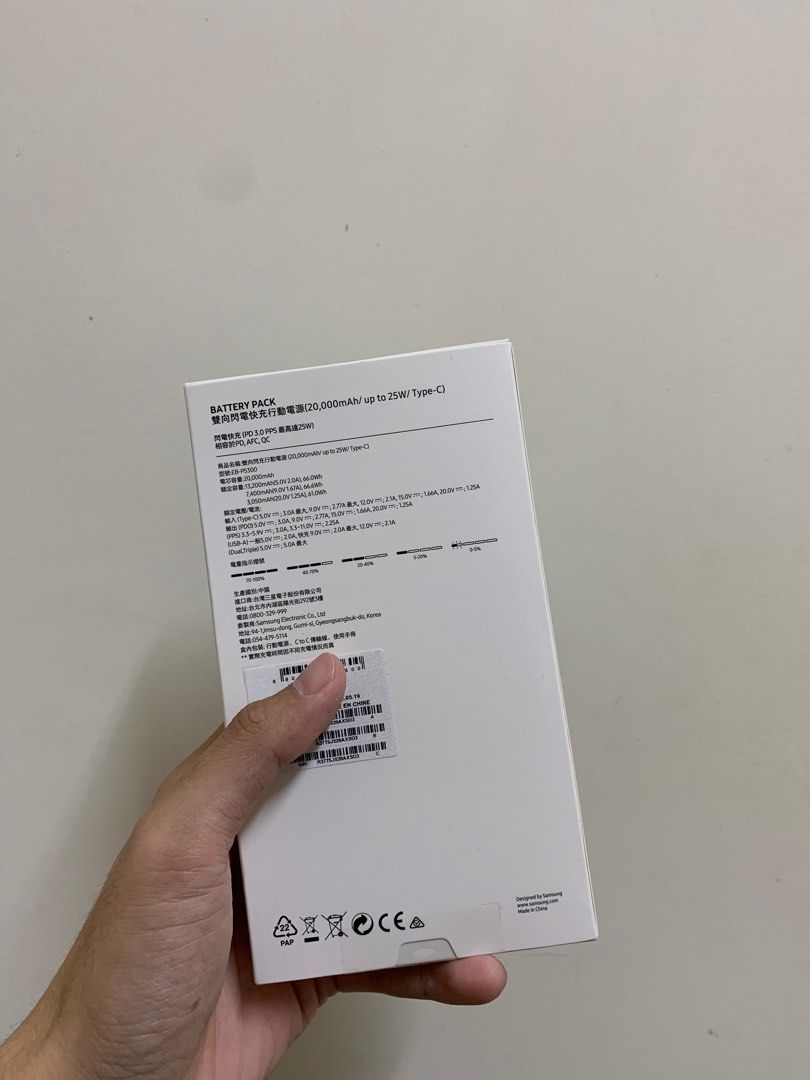 BATTERY PACK
雙向閃電快充行動電源(20,000mAh/ up to 25W/ Type-C)
閃電快充 (PD 3.0 PPS 最高達25W)
相容於PD, AFC, QC
商品名稱:雙向閃充行動電源 (20,000mAh/ up to 25W/ Type-C)
型號:EB-P5300
電芯容量:20,000mAh
額定容量:13,200mAh(5.0V 2.0A), 66.0Wh
7,400mAh(9.0V 1.67A), 66.6Wh
3,050mAh(20.0V 1.25A), 61.0Wh
額定電壓/電流:
輸入 (Type-C) 5.0V ⎓ ; 3.0A 最大, 9.0V ⎓ ; 2.77A 最大, 12.0V ⎓ ; 2.1A, 15.0V ⎓ ; 1.66A, 20.0V ⎓ ; 1.25A
輸出 (PDO) 5.0V ⎓ ; 3.0A, 9.0V ⎓ ; 2.77A, 15.0V ⎓ ; 1.66A, 20.0V ⎓ ; 1.25A
(PPS) 3.3-5.9V ⎓ ; 3.0A, 3.3-11.0V ⎓ ; 2.25A
(USB-A) 一般5.0V ⎓ ; 2.0A, 快充 9.0V ⎓ ; 2.0A 最大, 12.0V ⎓ ; 2.1A
(Dual,Triple) 5.0V ⎓ ; 5.0A 最大
電量指示燈號
70-100% 40-70% 20-40% 5-20% 0-5%
生產國別:中國
進口商:台灣三星電子股份有限公司
地址:台北市內湖區陽光街292號3樓
電話:0800-329-999
委製商:Samsung Electronic Co., Ltd
地址:94-1,Imsu-dong, Gumi-si, Gyeongsangbuk-do, Korea
電話:054-479-5114
盒內包裝: 行動電源、C to C 傳輸線、使用手冊
** 實際充電時間因不同充電情況而異
.05.19
EN CHINE
A
R37T5J028AXSD3 B
R37T5J028AXSD3 C
Designed by Samsung
www.samsung.com
Made in China
22
PAP
CE